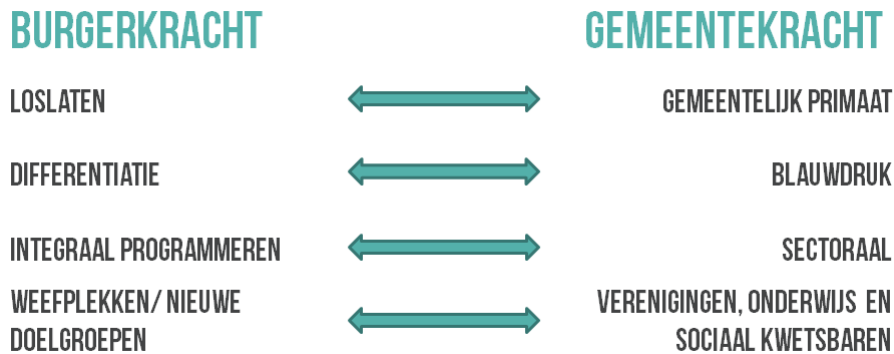 BURGERKRACHT GEMEENTEKRACHT
LOSLATEN GEMEENTELIJK PRIMAAT
DIFFERENTIATIE BLAUWDRUK
INTEGRAAL PROGRAMMEREN SECTORAAL
WEEFPLEKKEN/ NIEUWE VERENIGINGEN, ONDERWIJS EN
DOELGROEPEN SOCIAAL KWETSBAREN